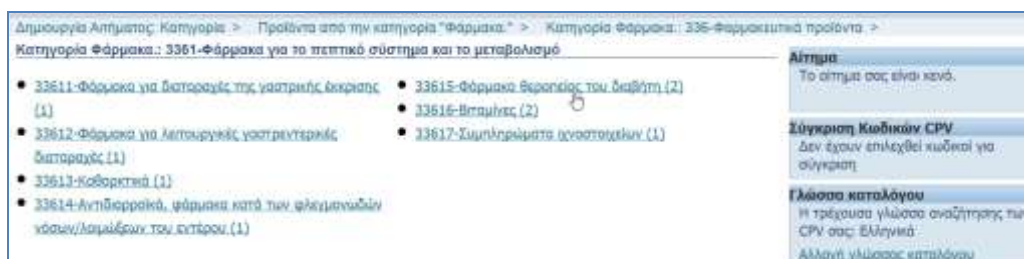 Δημιουργία Αιτήματος: Κατηγορία > Προϊόντα από την κατηγορία "Φάρμακα." > Κατηγορία Φάρμακα.: 336-Φαρμακευτικά προϊόντα >
Κατηγορία Φάρμακα.: 3361-Φάρμακα για το πεπτικό σύστημα και το μεταβολισμό
33611-Φάρμακα για διαταραχές της γαστρικής έκκρισης
(1)
33612-Φάρμακα για λειτουργικές γαστρεντερικές
διαταραχές (1)
33613-Καθαρκτικά (1)
33614-Αντιδιαρροϊκά, φάρμακα κατά των φλεγμονωδών
νόσων/λοιμώξεων του εντέρου (1)
33615-Φάρμακα θεραπείας του διαβήτη (2)
33616-Βιταμίνες (2)
33617-Συμπληρώματα ιχνοστοιχείων (1)
Αίτημα
Το αίτημα σας είναι κενό.
Σύγκριση Κωδικών CPV
Δεν έχουν επιλεχθεί κωδικοί για
σύγκριση
Γλώσσα καταλόγου
Η τρέχουσα γλώσσα αναζήτησης των
CPV σας: Ελληνικά
Αλλαγή γλώσσας καταλόγου